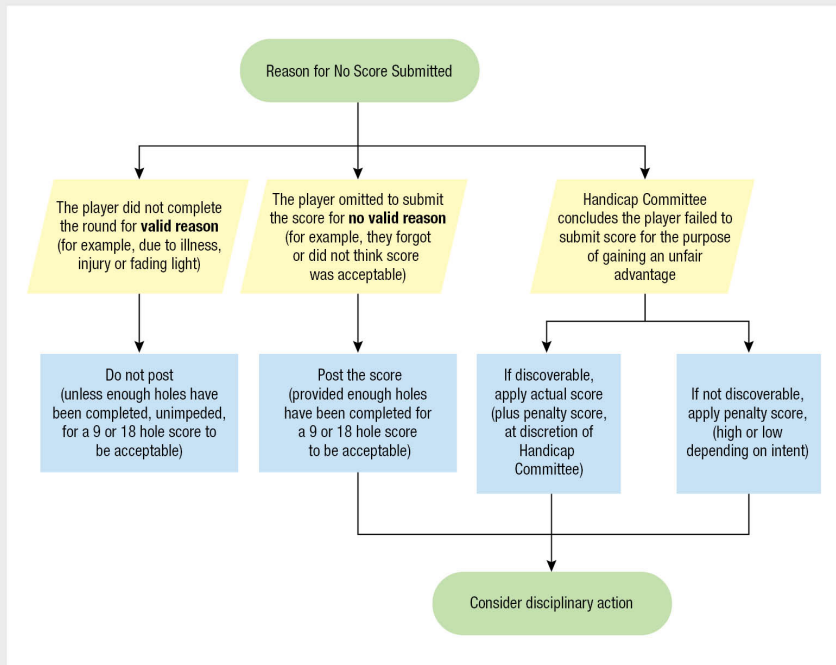 Reason for No Score Submitted
The player did not complete
the round for valid reason
(for example, due to illness,
injury or fading light)
The player omitted to submit
the score for no valid reason
(for example, they forgot
or did not think score
was acceptable)
Handicap Committee
concludes the player failed to
submit score for the purpose
of gaining an unfair
advantage
Do not post
(unless enough holes have
been completed, unimpeded,
for a 9 or 18 hole score to
be acceptable)
Post the score
(provided enough holes
have been completed for
a 9 or 18 hole score
to be acceptable)
If discoverable,
apply actual score
(plus penalty score,
at discretion of
Handicap
Committee)
If not discoverable,
apply penalty score,
(high or low
depending on intent)
Consider disciplinary action